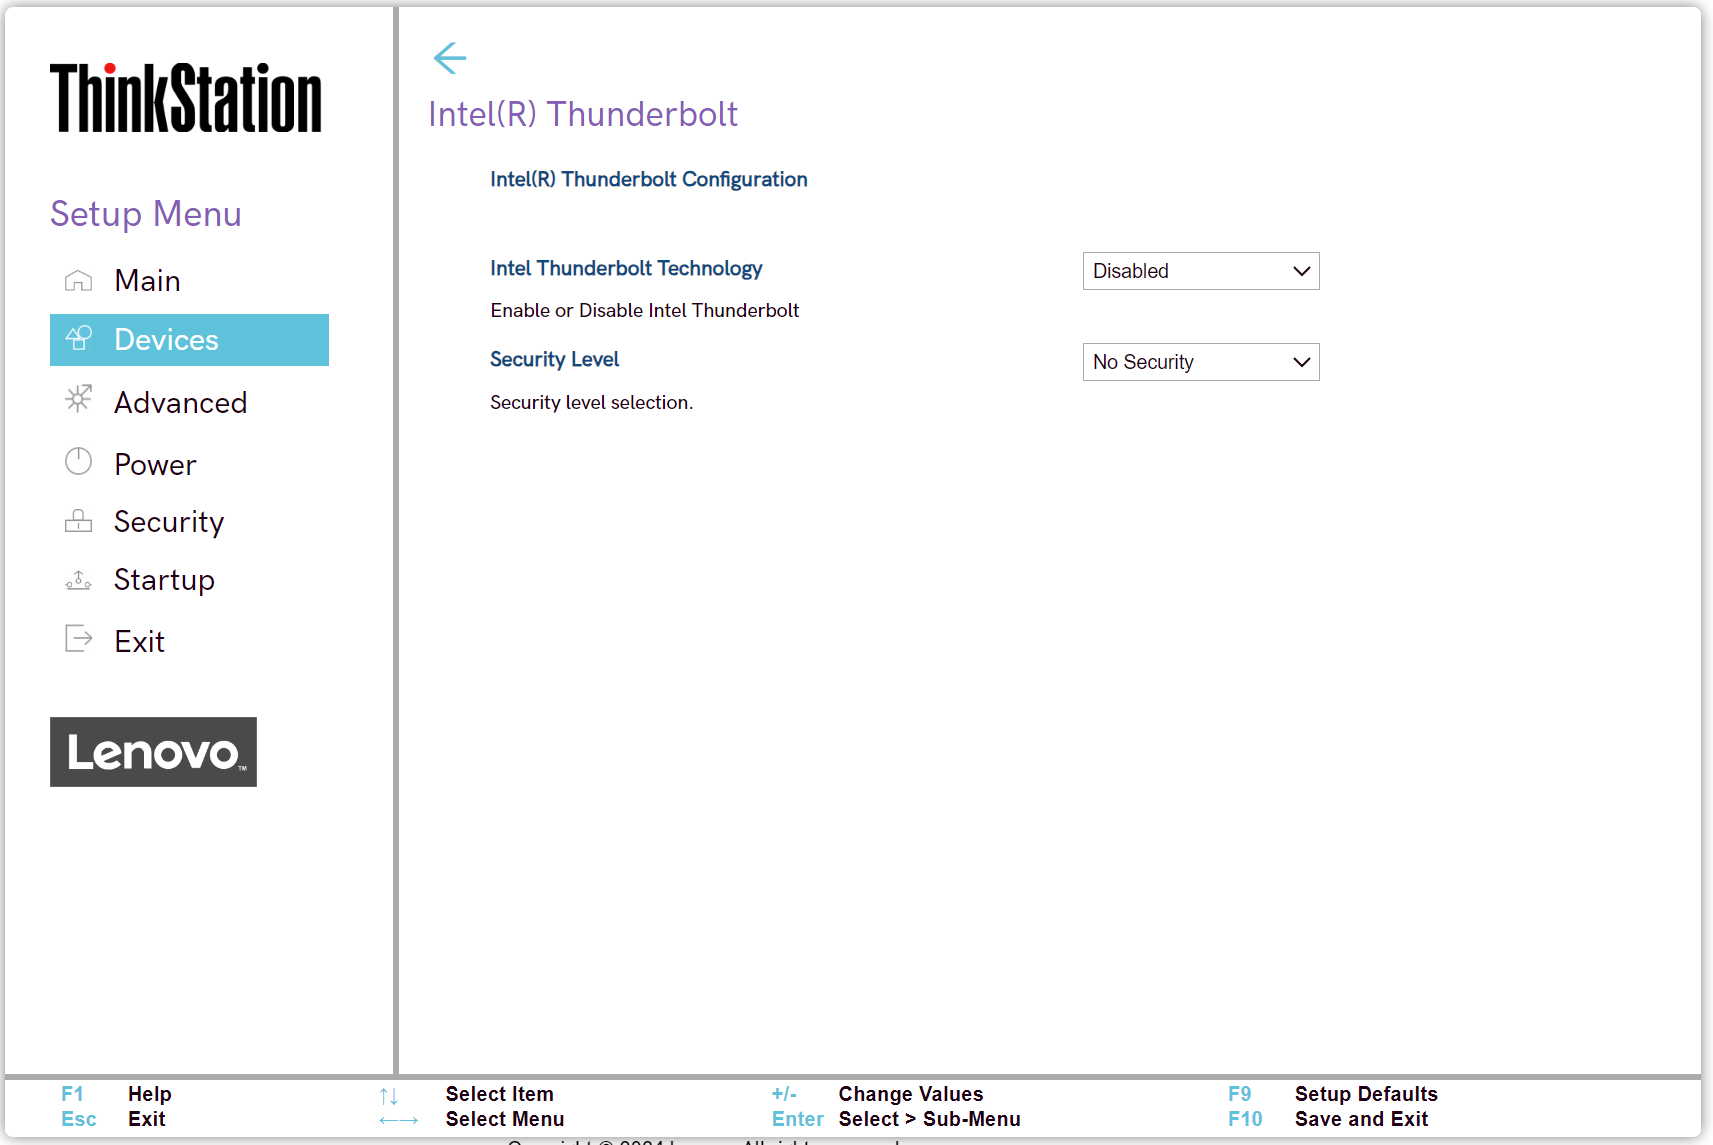 ThinkStation
Setup Menu
Main
Devices
Advanced
Power
Security
Startup
Exit
Lenovo™
Intel(R) Thunderbolt
Intel(R) Thunderbolt Configuration
Intel Thunderbolt Technology
Disabled
Enable or Disable Intel Thunderbolt
Security Level
No Security
Security level selection.
F1 Help ↑↓ Select Item +/- Change Values F9 Setup Defaults
Esc Exit ←→ Select Menu Enter Select > Sub-Menu F10 Save and Exit